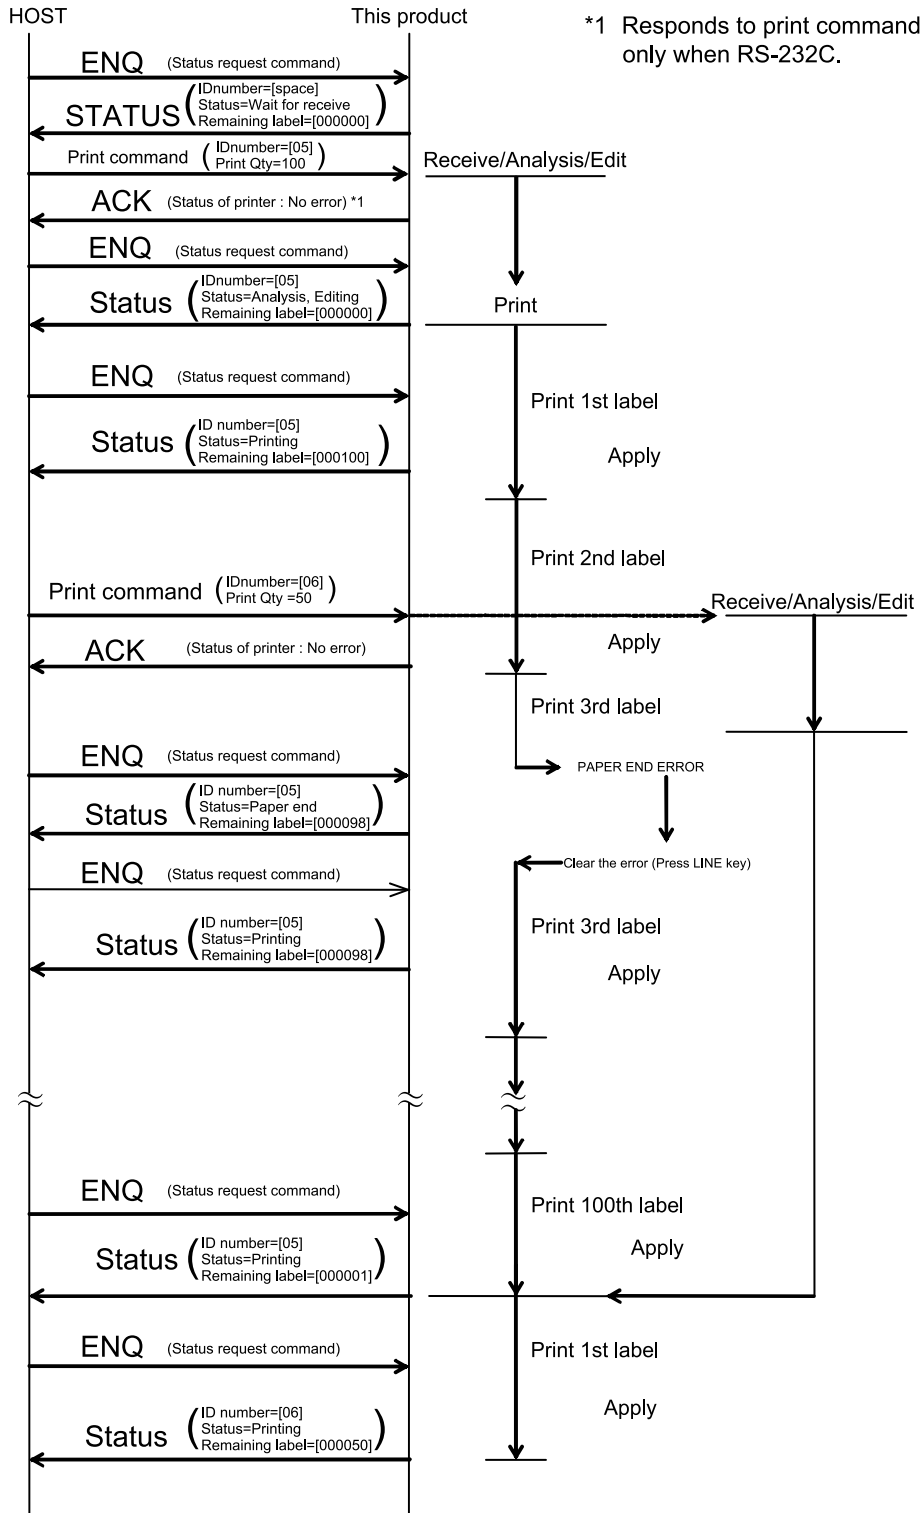 HOST
This product
*1 Responds to print command
only when RS-232C.
ENQ (Status request command)
STATUS (IDnumber=[space]
Status=Wait for receive
Remaining label=[000000])
Print command (IDnumber=[05]
Print Qty=100)
Receive/Analysis/Edit
ACK (Status of printer : No error) *1
ENQ (Status request command)
Status (IDnumber=[05]
Status=Analysis, Editing
Remaining label=[000000])
Print
ENQ (Status request command)
Print 1st label
Status (ID number=[05]
Status=Printing
Remaining label=[000100])
Apply
Print 2nd label
Print command (IDnumber=[06]
Print Qty =50)
Receive/Analysis/Edit
Apply
ACK (Status of printer : No error)
Print 3rd label
ENQ (Status request command)
PAPER END ERROR
Status (ID number=[05]
Status=Paper end
Remaining label=[000098])
Clear the error (Press LINE key)
ENQ (Status request command)
Print 3rd label
Status (ID number=[05]
Status=Printing
Remaining label=[000098])
Apply
ENQ (Status request command)
Print 100th label
Status (ID number=[05]
Status=Printing
Remaining label=[000001])
Apply
ENQ (Status request command)
Print 1st label
Apply
Status (ID number=[06]
Status=Printing
Remaining label=[000050])